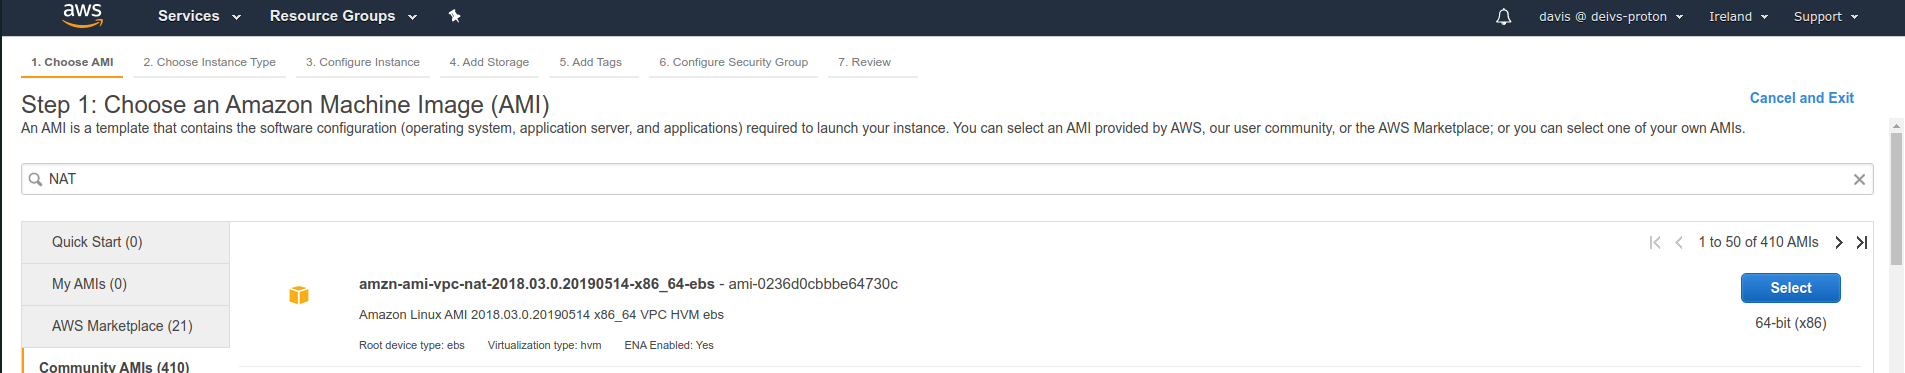 aws Services Resource Groups davis @ deivs-proton Ireland Support
1. Choose AMI 2. Choose Instance Type 3. Configure Instance 4. Add Storage 5. Add Tags 6. Configure Security Group 7. Review
Step 1: Choose an Amazon Machine Image (AMI)
Cancel and Exit
An AMI is a template that contains the software configuration (operating system, application server, and applications) required to launch your instance. You can select an AMI provided by AWS, our user community, or the AWS Marketplace; or you can select one of your own AMIs.
NAT
Quick Start (0)
My AMIs (0)
AWS Marketplace (21)
Community AMIs (410)
1 to 50 of 410 AMIs
amzn-ami-vpc-nat-2018.03.0.20190514-x86_64-ebs - ami-0236d0cbbbe64730c
Amazon Linux AMI 2018.03.0.20190514 x86_64 VPC HVM ebs
Root device type: ebs Virtualization type: hvm ENA Enabled: Yes
Select
64-bit (x86)